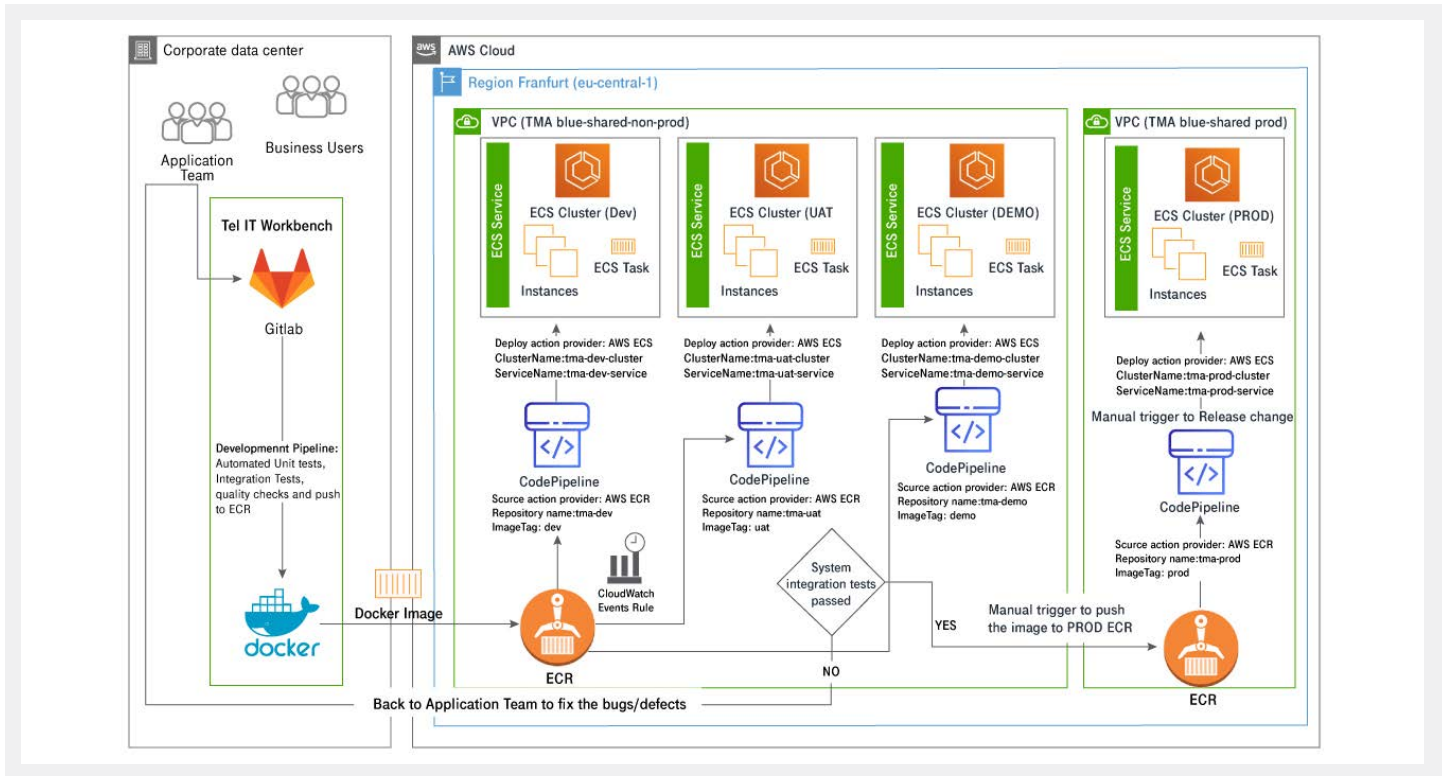 Corporate data center
Application
Team
Business Users
Tel IT Workbench
Gitlab
Developmennt Pipeline:
Automated Unit tests,
Integration Tests,
quality checks and push
to ECR
docker
Docker Image
aws
AWS Cloud
Region Franfurt (eu-central-1)
VPC (TMA blue-shared-non-prod)
ECS Service
ECS Cluster (Dev)
ECS Task
Instances
Deploy action provider: AWS ECS
ClusterName:tma-dev-cluster
ServiceName:tma-dev-service
CodePipeline
Scurce action provider: AWS ECR
Repository name:tma-dev
ImageTag: dev
CloudWatch
Events Rule
ECR
ECS Service
ECS Cluster (UAT
ECS Task
Instances
Deploy action provider: AWS ECS
ClusterName:tma-uat-cluster
ServiceName:tma-uat-service
CodePipeline
Scurce action provider: AWS ECR
Repository name:tma-uat
ImageTag: uat
ECS Service
ECS Cluster (DEMO)
ECS Task
Instances
Deploy action provider: AWS ECS
ClusterName:tma-demo-cluster
ServiceName:tma-demo-service
CodePipeline
Scurce action provider: AWS ECR
Repository name:tma-demo
ImageTag: demo
System
integration tests
passed
YES
NO
Back to Application Team to fix the bugs/defects
Manual trigger to push
the image to PROD ECR
VPC (TMA blue-shared prod)
ECS Service
ECS Cluster (PROD)
ECS Task
Instances
Deploy action provider: AWS ECS
ClusterName:tma-prod-cluster
ServiceName:tma-prod-service
Manual trigger to Release change
CodePipeline
Scurce action provider: AWS ECR
Repository name:tma-prod
ImageTag: prod
ECR